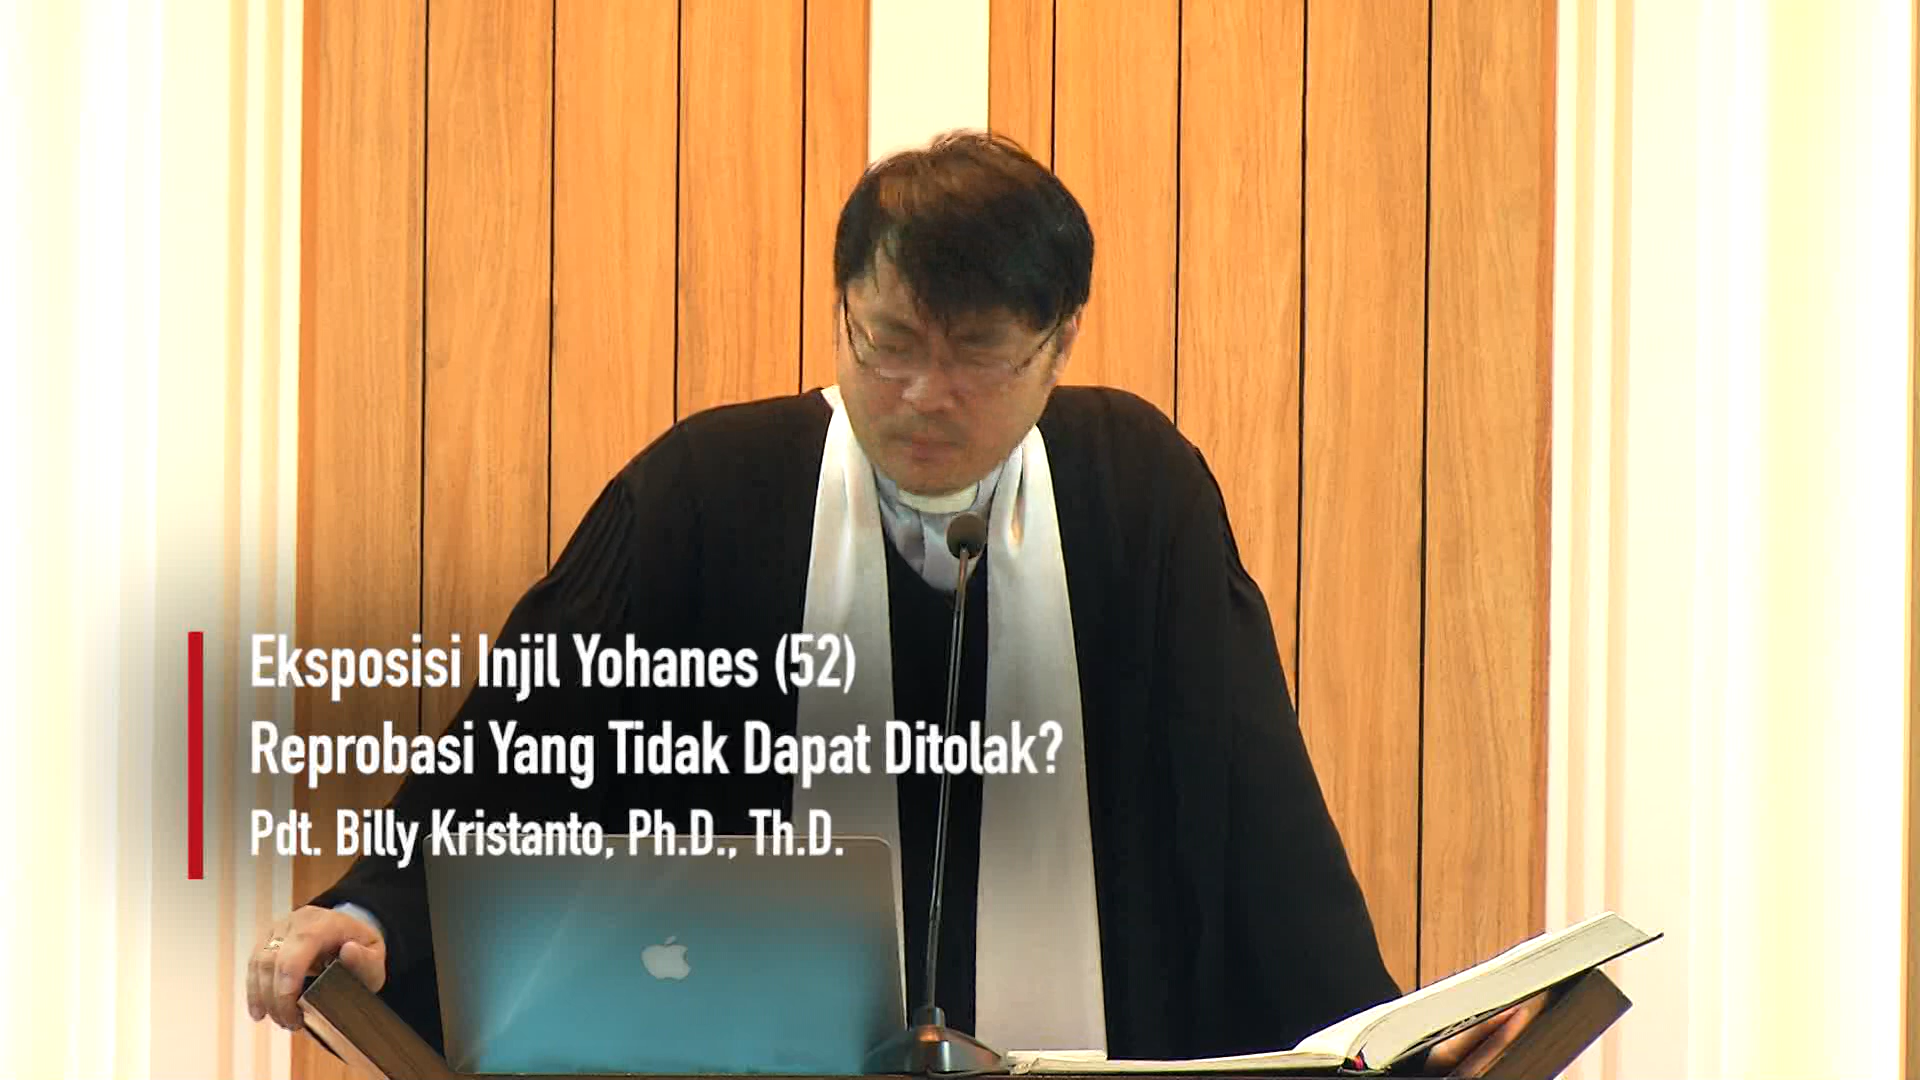 Eksposisi Injil Yohanes (52)
Reprobasi Yang Tidak Dapat Ditolak?
Pdt. Billy Kristanto, Ph.D., Th.D.